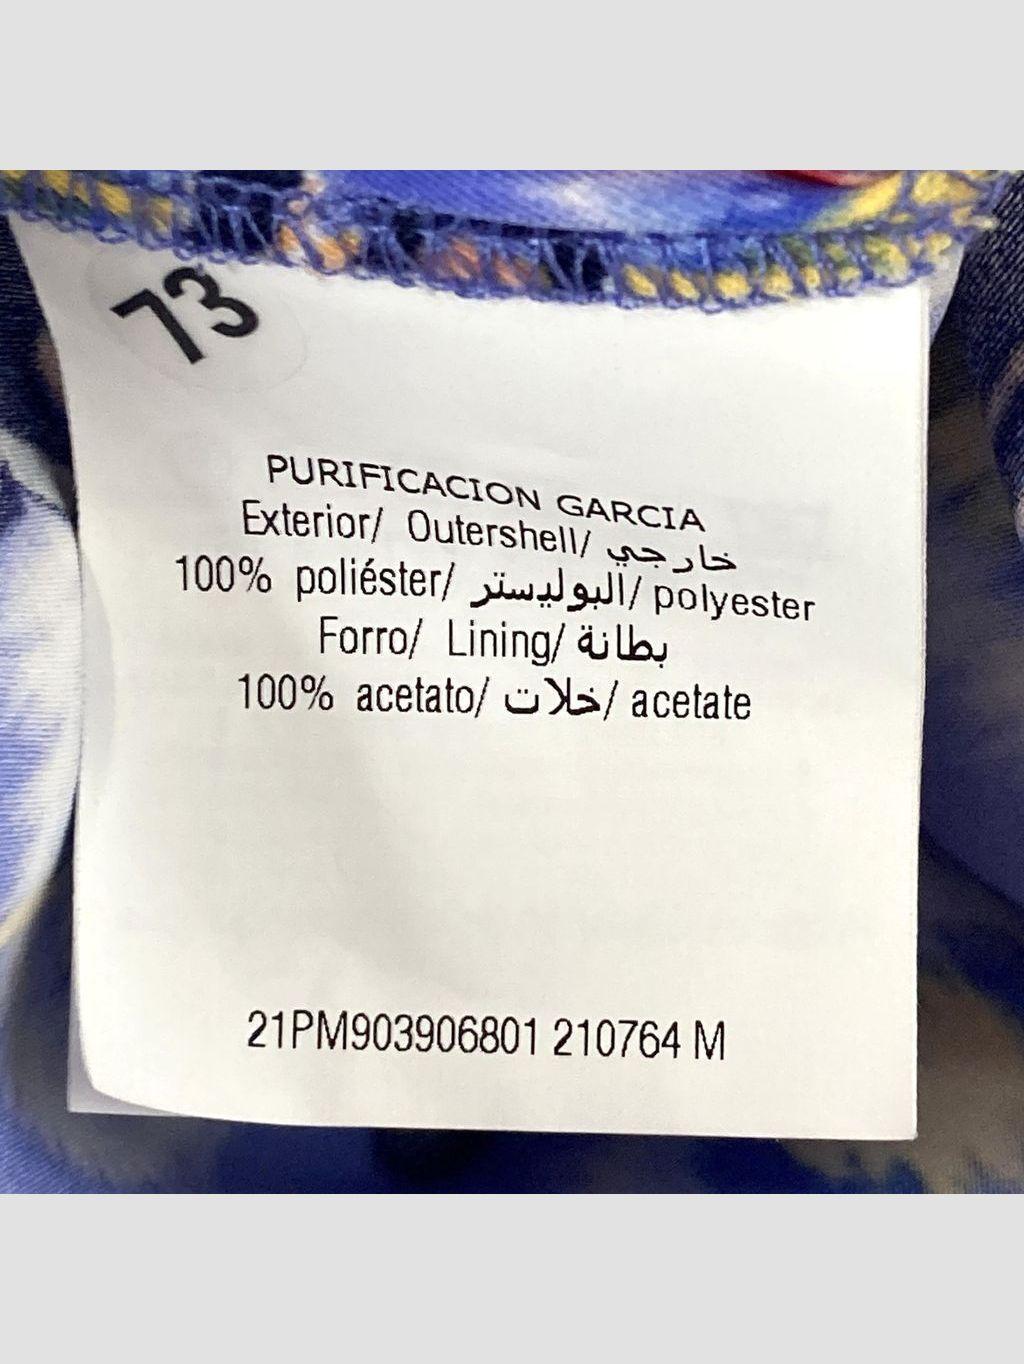 73
PURIFICACION GARCIA
Exterior/ Outershell/ خارجي
100% poliéster/ البوليستر/ polyester
Forro/ Lining/ بطانة
100% acetato/ خلات/ acetate
21PM903906801 210764 M